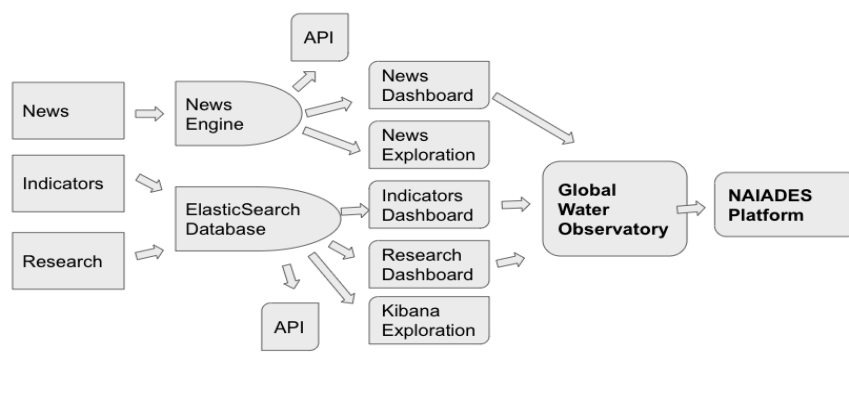 API
News
News
Engine
News
Dashboard
News
Exploration
Indicators
ElasticSearch
Database
Indicators
Dashboard
Global
Water
Observatory
NAIADES
Platform
Research
Research
Dashboard
API
Kibana
Exploration